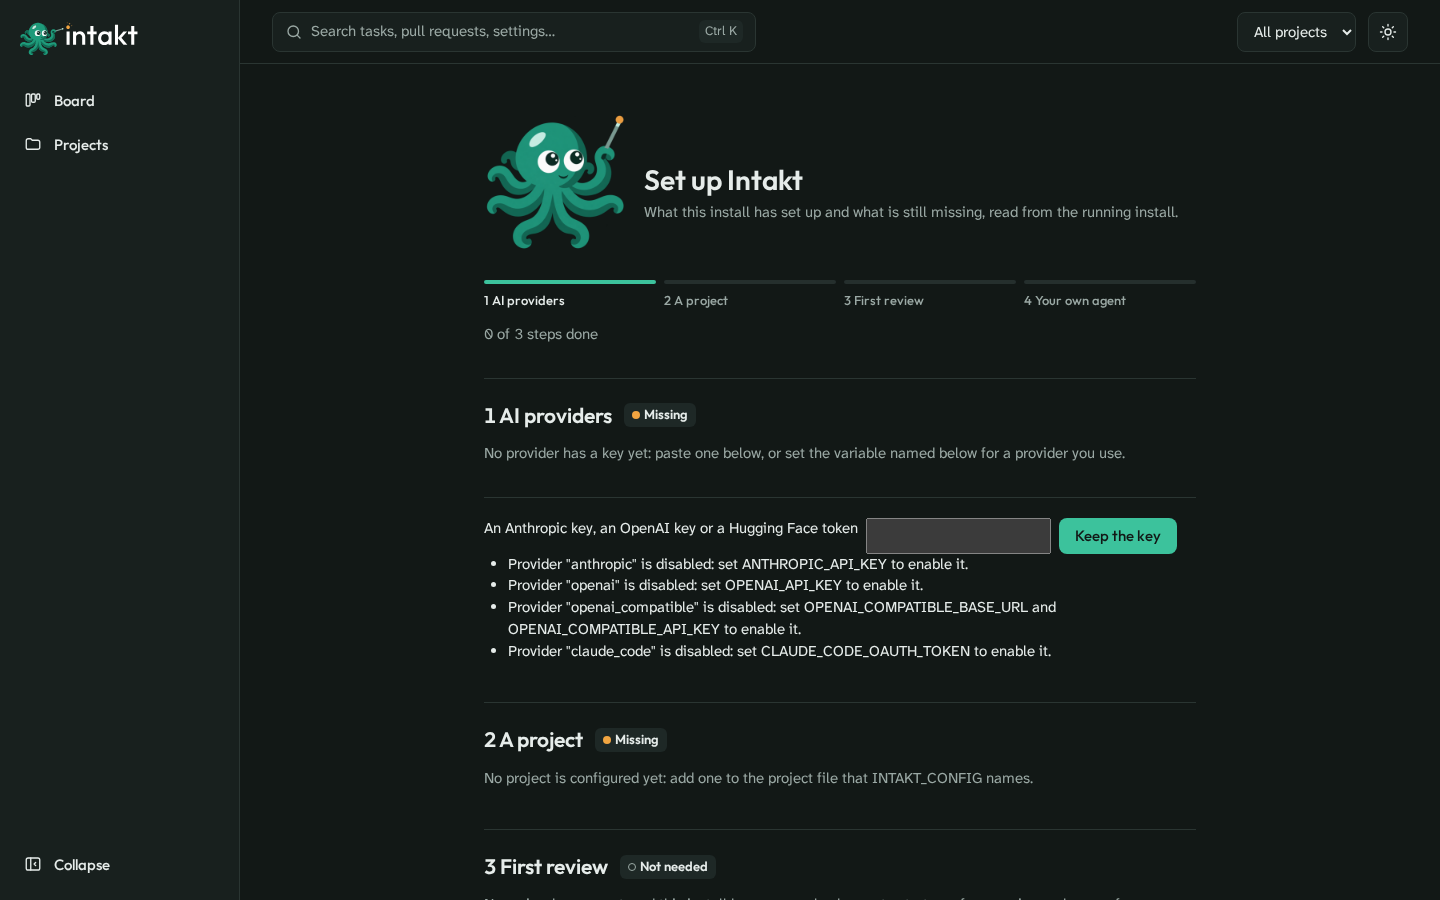 intakt
Search tasks, pull requests, settings...
Ctrl K
All projects
Board
Projects
Set up Intakt
What this install has set up and what is still missing, read from the running install.
1 AI providers
2 A project
3 First review
4 Your own agent
0 of 3 steps done
1 AI providers
Missing
No provider has a key yet: paste one below, or set the variable named below for a provider you use.
An Anthropic key, an OpenAI key or a Hugging Face token
Keep the key
Provider "anthropic" is disabled: set ANTHROPIC_API_KEY to enable it.
Provider "openai" is disabled: set OPENAI_API_KEY to enable it.
Provider "openai_compatible" is disabled: set OPENAI_COMPATIBLE_BASE_URL and
OPENAI_COMPATIBLE_API_KEY to enable it.
Provider "claude_code" is disabled: set CLAUDE_CODE_OAUTH_TOKEN to enable it.
2 A project
Missing
No project is configured yet: add one to the project file that INTAKT_CONFIG names.
3 First review
Not needed
Collapse